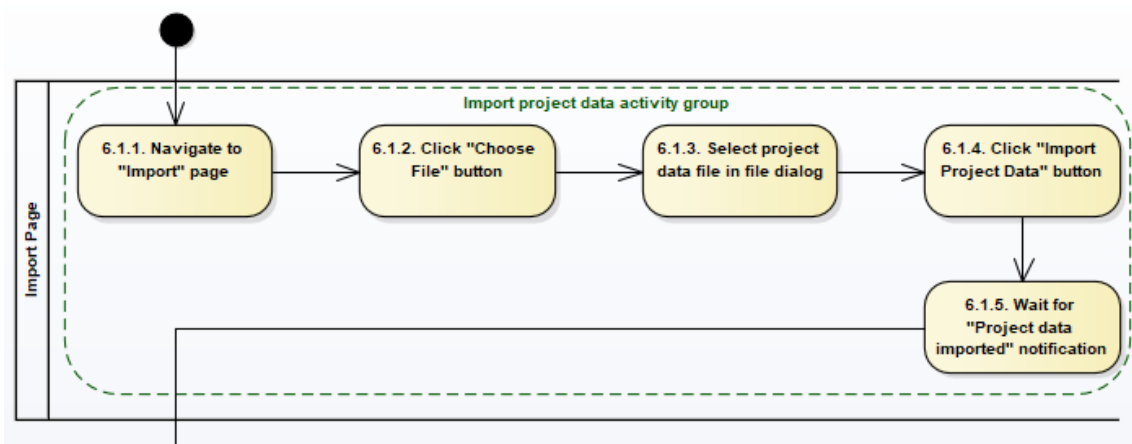 Import project data activity group
6.1.1. Navigate to
"Import" page
6.1.2. Click "Choose
File" button
6.1.3. Select project
data file in file dialog
6.1.4. Click "Import
Project Data" button
Import Page
6.1.5. Wait for
"Project data
imported" notification